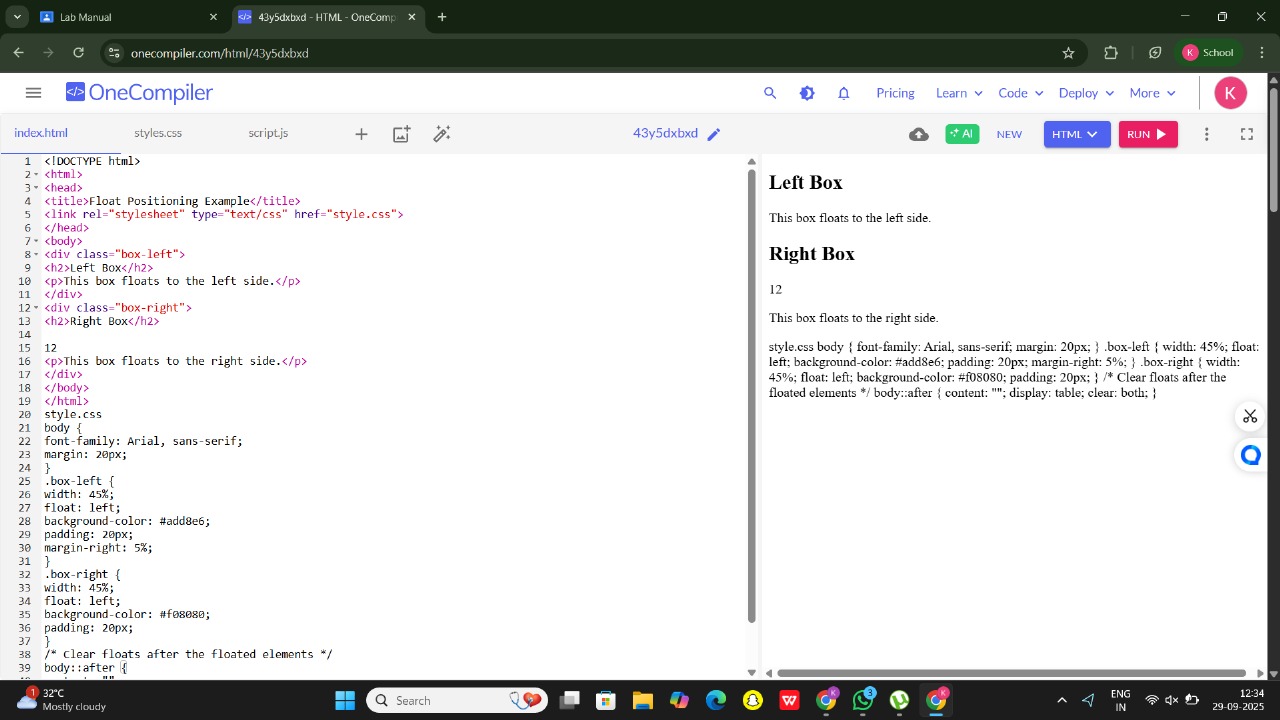 Lab Manual
43y5dxbxd - HTML - OneComp
onecompiler.com/html/43y5dxbxd
K School
OneCompiler
Pricing Learn Code Deploy More K
index.html styles.css script.js 43y5dxbxd AI NEW HTML RUN
1 <!DOCTYPE html>
2 <html>
3 <head>
4 <title>Float Positioning Example</title>
5 <link rel="stylesheet" type="text/css" href="style.css">
6 </head>
7 <body>
8 <div class="box-left">
9 <h2>Left Box</h2>
10 <p>This box floats to the left side.</p>
11 </div>
12 <div class="box-right">
13 <h2>Right Box</h2>
14
15 12
16 <p>This box floats to the right side.</p>
17 </div>
18 </body>
19 </html>
20 style.css
21 body {
22 font-family: Arial, sans-serif;
23 margin: 20px;
24 }
25 .box-left {
26 width: 45%;
27 float: left;
28 background-color: #add8e6;
29 padding: 20px;
30 margin-right: 5%;
31 }
32 .box-right {
33 width: 45%;
34 float: left;
35 background-color: #f08080;
36 padding: 20px;
37 }
38 /* Clear floats after the floated elements */
39 body::after {
Left Box
This box floats to the left side.
Right Box
12
This box floats to the right side.
style.css body { font-family: Arial, sans-serif; margin: 20px; } .box-left { width: 45%; float:
left; background-color: #add8e6; padding: 20px; margin-right: 5%; } .box-right { width:
45%; float: left; background-color: #f08080; padding: 20px; } /* Clear floats after the
floated elements */ body::after { content: ""; display: table; clear: both; }
1
32°C
Mostly cloudy
Search
3
ENG
IN
12:34
29-09-2025